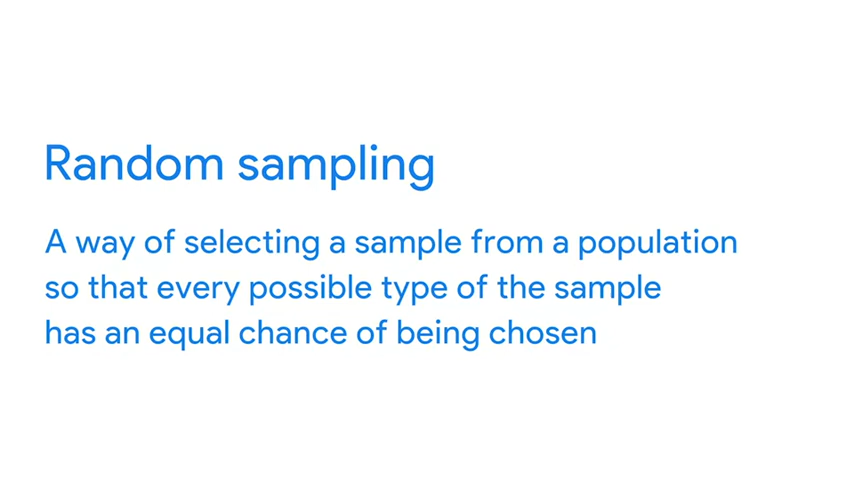 Random sampling
A way of selecting a sample from a population
so that every possible type of the sample
has an equal chance of being chosen